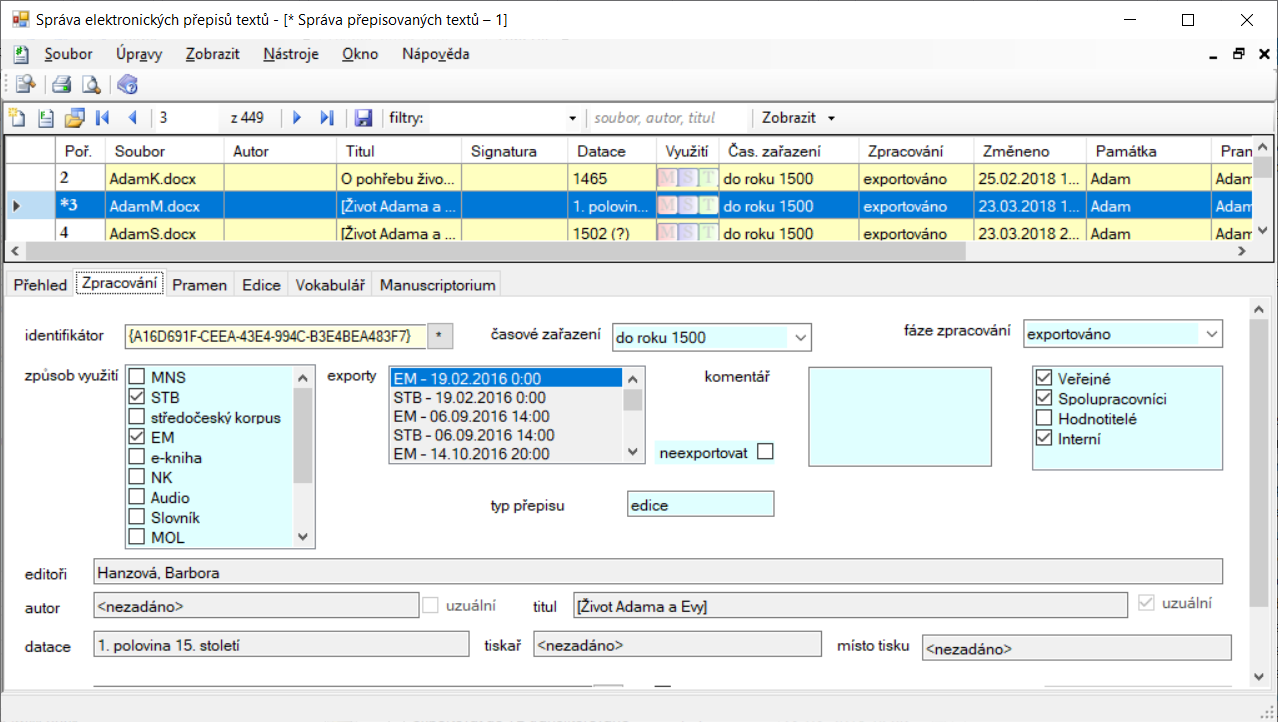 Správa elektronických přepisů textů - [* Správa přepisovaných textů – 1]
Soubor Úpravy Zobrazit Nástroje Okno Nápověda
3 z 449 filtry: soubor, autor, titul Zobrazit
Poř. Soubor Autor Titul Signatura Datace Využití Čas. zařazení Zpracování Změneno Památka Pran
2 AdamK.docx O pohřebu živo... 1465 M S T do roku 1500 exportováno 25.02.2018 1... Adam Adam
*3 AdamM.docx [Život Adama a ... 1. polovin... M S T do roku 1500 exportováno 23.03.2018 1... Adam Adam
4 AdamS.docx [Život Adama a ... 1502 (?) M S T do roku 1500 exportováno 23.03.2018 2... Adam Adam
Přehled Zpracování Pramen Edice Vokabulář Manuscriptorium
identifikátor {A16D691F-CEEA-43E4-994C-B3E4BEA483F7} * časové zařazení do roku 1500 fáze zpracování exportováno
způsob využití
MNS
STB
středočeský korpus
EM
e-kniha
NK
Audio
Slovník
MOL
exporty
EM – 19.02.2016 0:00
STB – 19.02.2016 0:00
EM – 06.09.2016 14:00
STB – 06.09.2016 14:00
EM – 14.10.2016 20:00
komentář
neexportovat
Veřejné
Spolupracovníci
Hodnotitelé
Interní
typ přepisu edice
editoři Hanzová, Barbora
autor <nezadáno> uzuální titul [Život Adama a Evy] uzuální
datace 1. polovina 15. století tiskař <nezadáno> místo tisku <nezadáno>